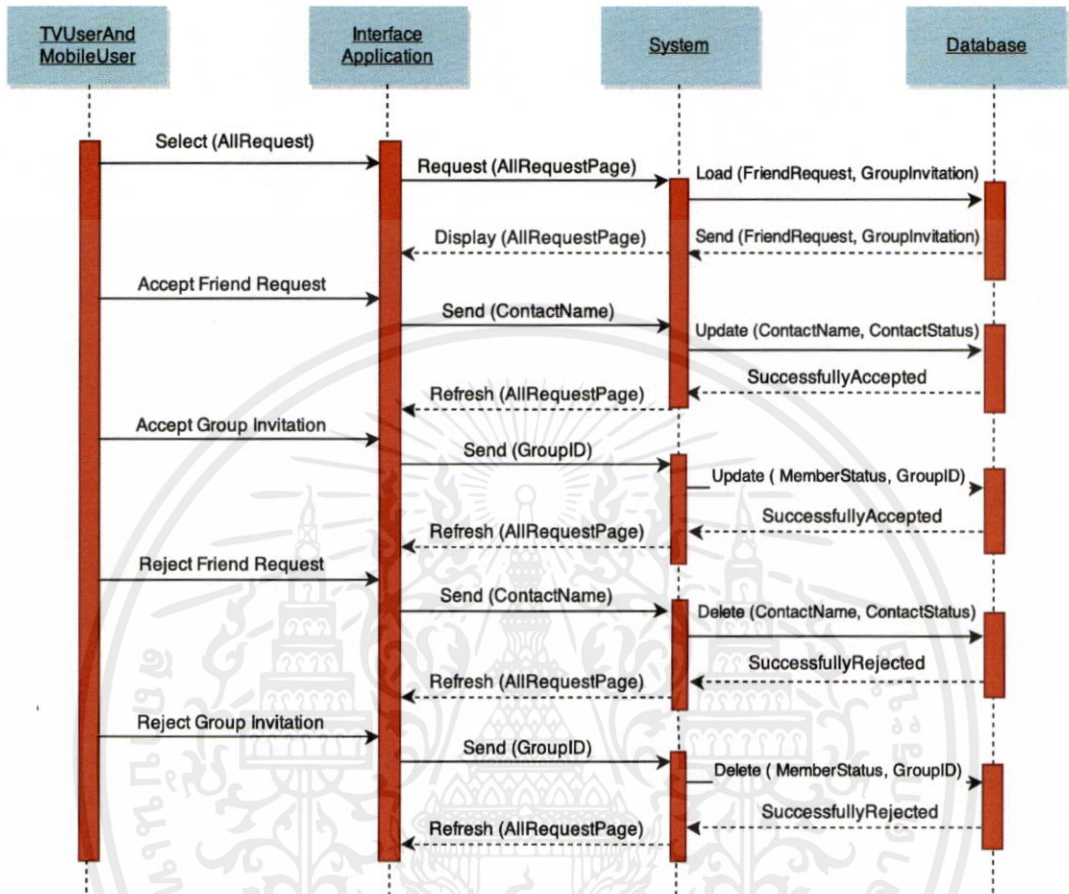 TVUserAnd
MobileUser
Interface
Application
System
Database
Select (AllRequest)
Request (AllRequestPage)
Load (FriendRequest, GroupInvitation)
Display (AllRequestPage)
Send (FriendRequest, GroupInvitation)
Accept Friend Request
Send (ContactName)
Update (ContactName, ContactStatus)
SuccessfullyAccepted
Refresh (AllRequestPage)
Accept Group Invitation
Send (GroupID)
Update ( MemberStatus, GroupID)
SuccessfullyAccepted
Refresh (AllRequestPage)
Reject Friend Request
Send (ContactName)
Delete (ContactName, ContactStatus)
SuccessfullyRejected
Refresh (AllRequestPage)
Reject Group Invitation
Send (GroupID)
Delete ( MemberStatus, GroupID)
SuccessfullyRejected
Refresh (AllRequestPage)